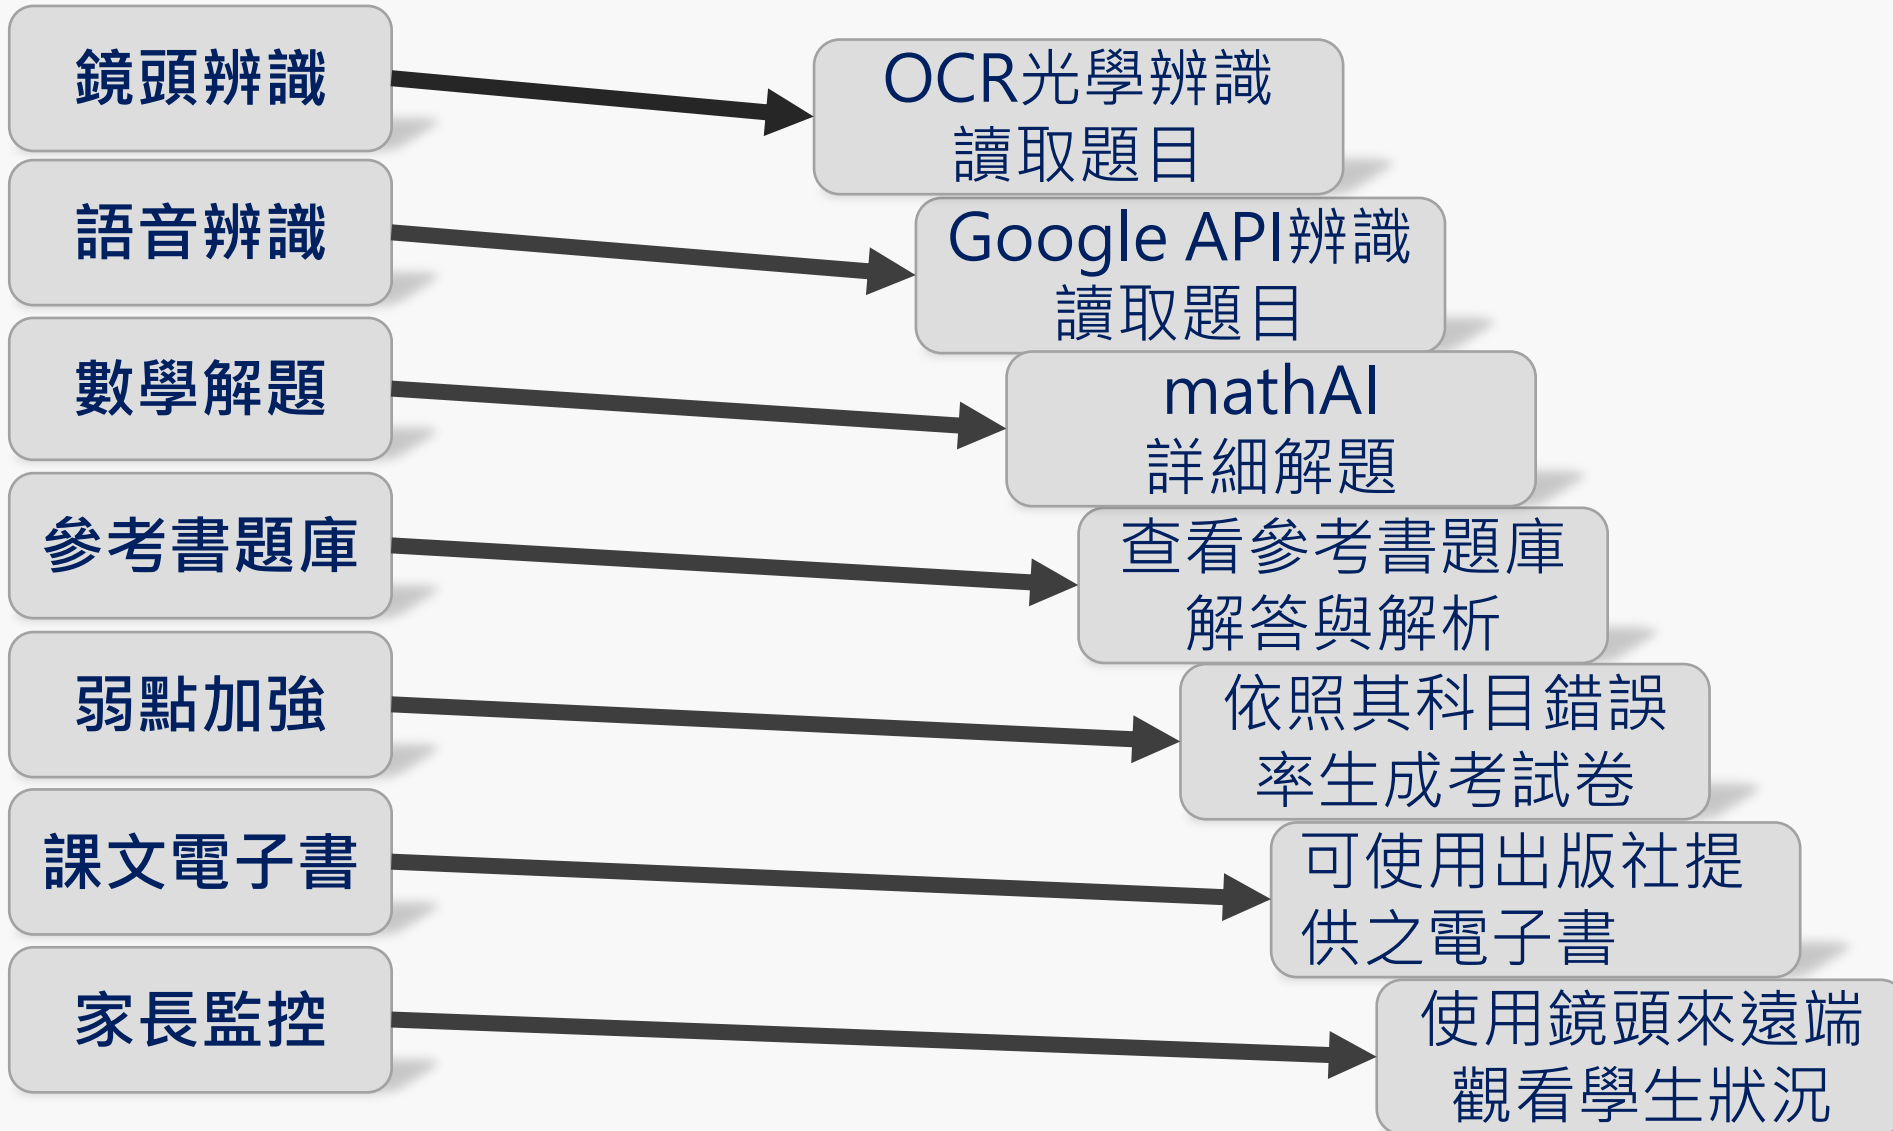 鏡頭辨識
OCR光學辨識
讀取題目
語音辨識
Google API辨識
讀取題目
數學解題
mathAI
詳細解題
參考書題庫
查看參考書題庫
解答與解析
弱點加強
依照其科目錯誤
率生成考試卷
課文電子書
可使用出版社提
供之電子書
家長監控
使用鏡頭來遠端
觀看學生狀況